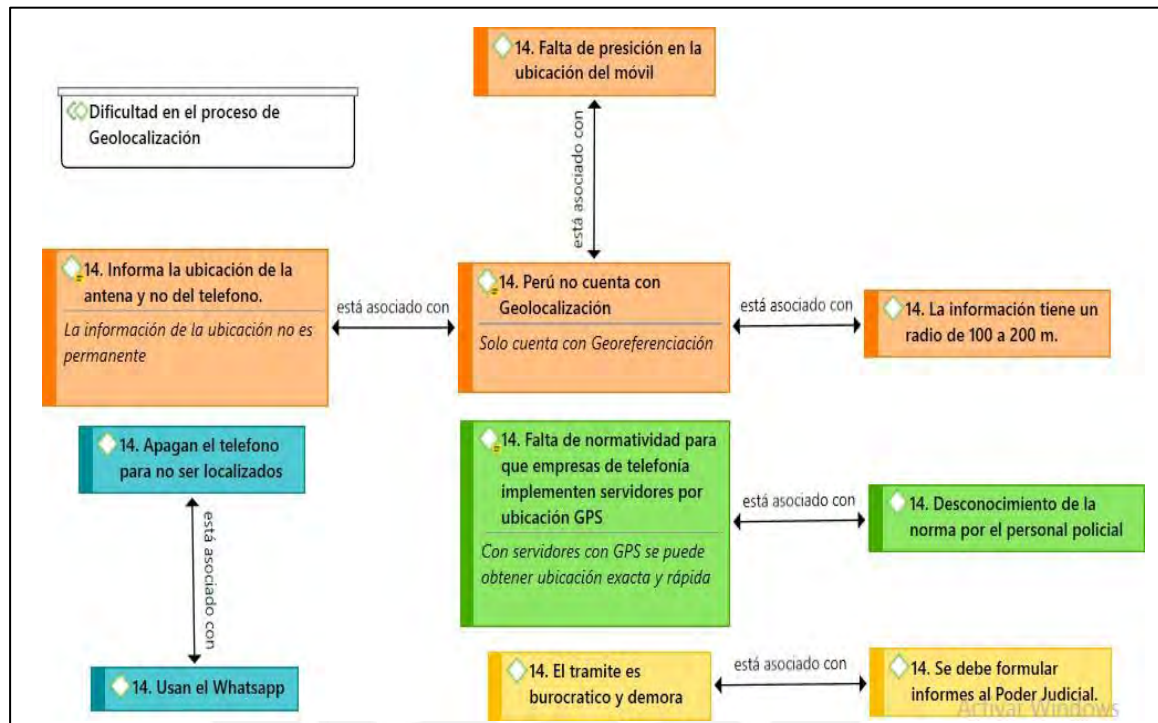 14. Falta de presición en la
ubicación del móvil
Dificultad en el proceso de
Geolocalización
está asociado con
14. Informa la ubicación de la
antena y no del telefono.
La información de la ubicación no es
permanente
está asociado con
14. Perú no cuenta con
Geolocalización
Solo cuenta con Georeferenciación
está asociado con
14. La información tiene un
radio de 100 a 200 m.
14. Apagan el telefono
para no ser localizados
está asociado con
14. Usan el Whatsapp
14. Falta de normatividad para
que empresas de telefonía
implementen servidores por
ubicación GPS
Con servidores con GPS se puede
obtener ubicación exacta y rápida
está asociado con
14. Desconocimiento de la
norma por el personal policial
14. El tramite es
burocratico y demora
está asociado con
14. Se debe formular
informes al Poder Judicial.
Activar Windows